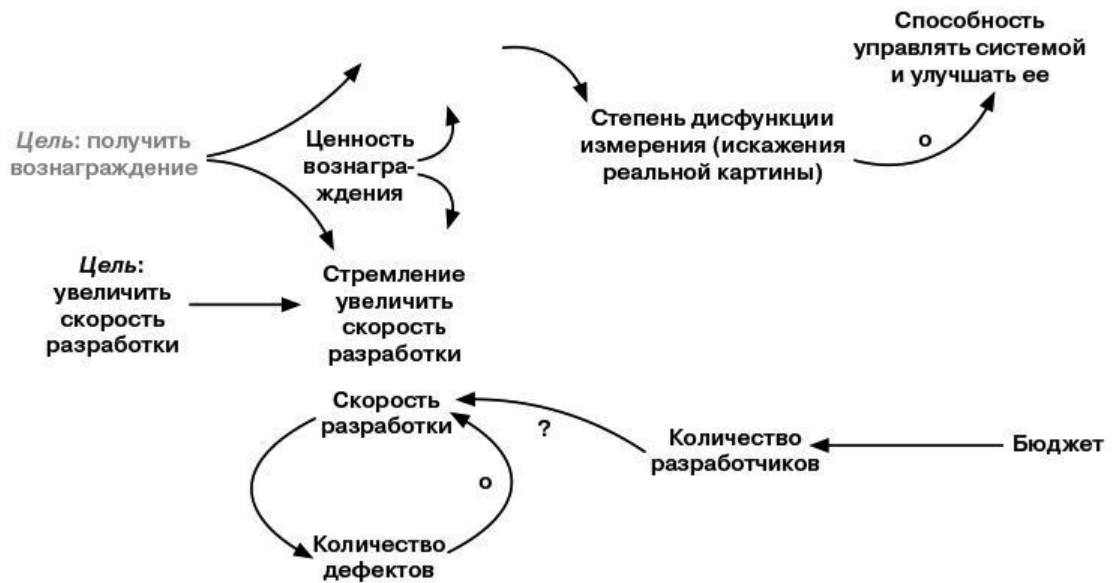 Способность
управлять системой
и улучшать ее
Степень дисфункции
измерения (искажения
реальной картины)
о
Цель: получить
вознаграждение
Ценность
вознагра-
ждения
Цель:
увеличить
скорость
разработки
Стремление
увеличить
скорость
разработки
Скорость
разработки
?
Количество
разработчиков
Бюджет
о
Количество
дефектов